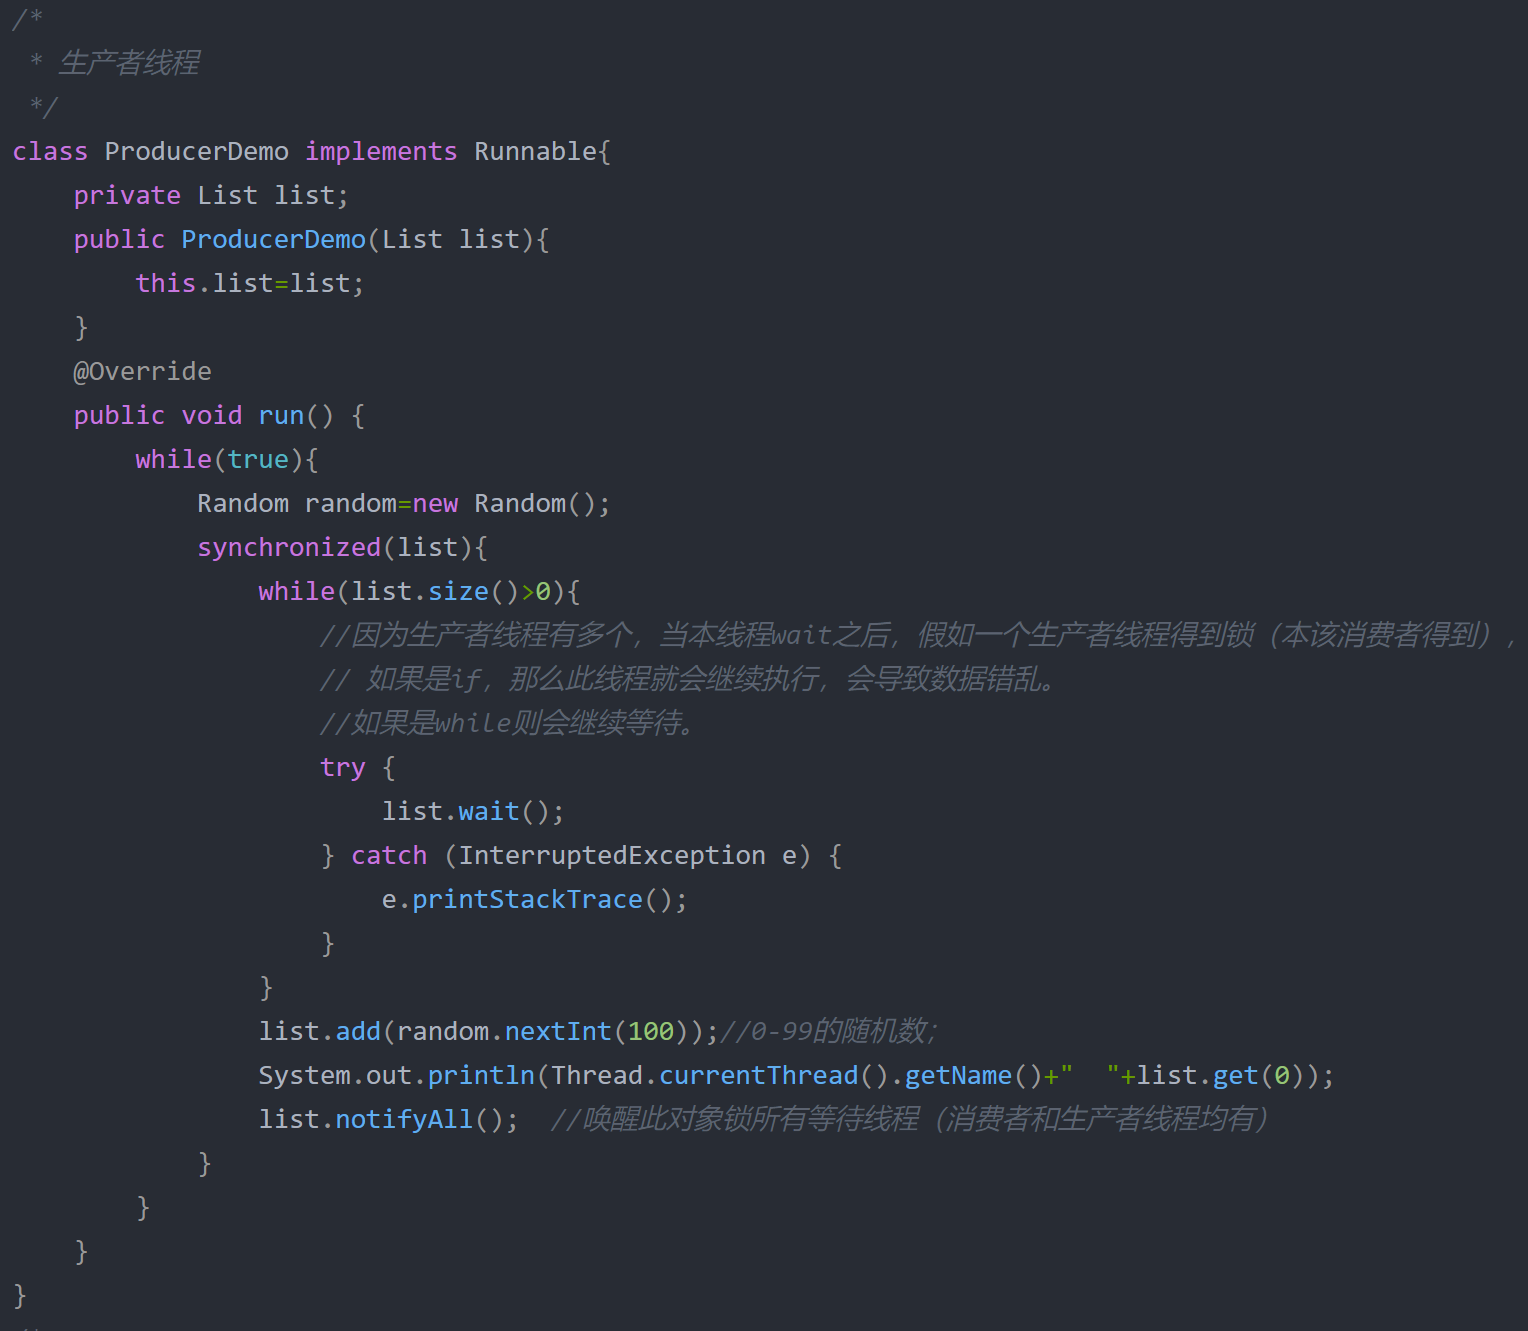 /*
 * 生产者线程
 */
class ProducerDemo implements Runnable{
    private List list;
    public ProducerDemo(List list){
        this.list=list;
    }
    @Override
    public void run() {
        while(true){
            Random random=new Random();
            synchronized(list){
                while(list.size()>0){
                    //因为生产者线程有多个，当本线程wait之后，假如一个生产者线程得到锁（本该消费者得到），
                    // 如果是if，那么此线程就会继续执行，会导致数据错乱。
                    //如果是while则会继续等待。
                    try {
                        list.wait();
                    } catch (InterruptedException e) {
                        e.printStackTrace();
                    }
                }
                list.add(random.nextInt(100));//0-99的随机数；
                System.out.println(Thread.currentThread().getName()+"  "+list.get(0));
                list.notifyAll();  //唤醒此对象锁所有等待线程（消费者和生产者线程均有）
            }
        }
    }
}